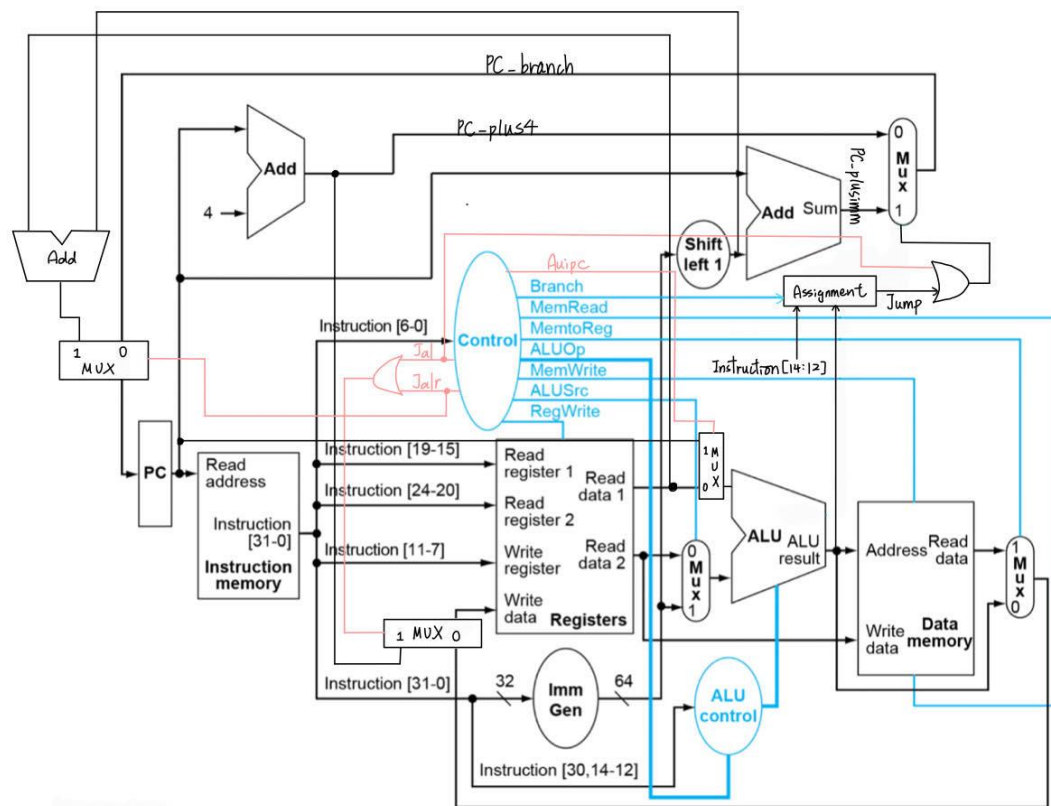 PC_branch
PC_plus4
Add
4
Add
Sum
PC_plusimm
0
Mux
1
Add
Shift
left 1
Auipc
Branch
MemRead
MemtoReg
ALUOp
MemWrite
ALUSrc
RegWrite
Control
Assignment
Jump
Instruction[14:12]
Instruction [6-0]
Jal
Jalr
1 0
MUX
PC
Read
address
Instruction
[31-0]
Instruction
memory
Instruction [19-15]
Instruction [24-20]
Instruction [11-7]
Instruction [31-0]
Read
register 1
Read
register 2
Write
register
Write
data
Read
data 1
Read
data 2
Registers
1 MUX 0
1
MUX
0
0
Mux
1
ALU
ALU
result
Address
Read
data
Write
data
Data
memory
1
Mux
0
32
Imm
Gen
64
ALU
control
Instruction [30,14-12]